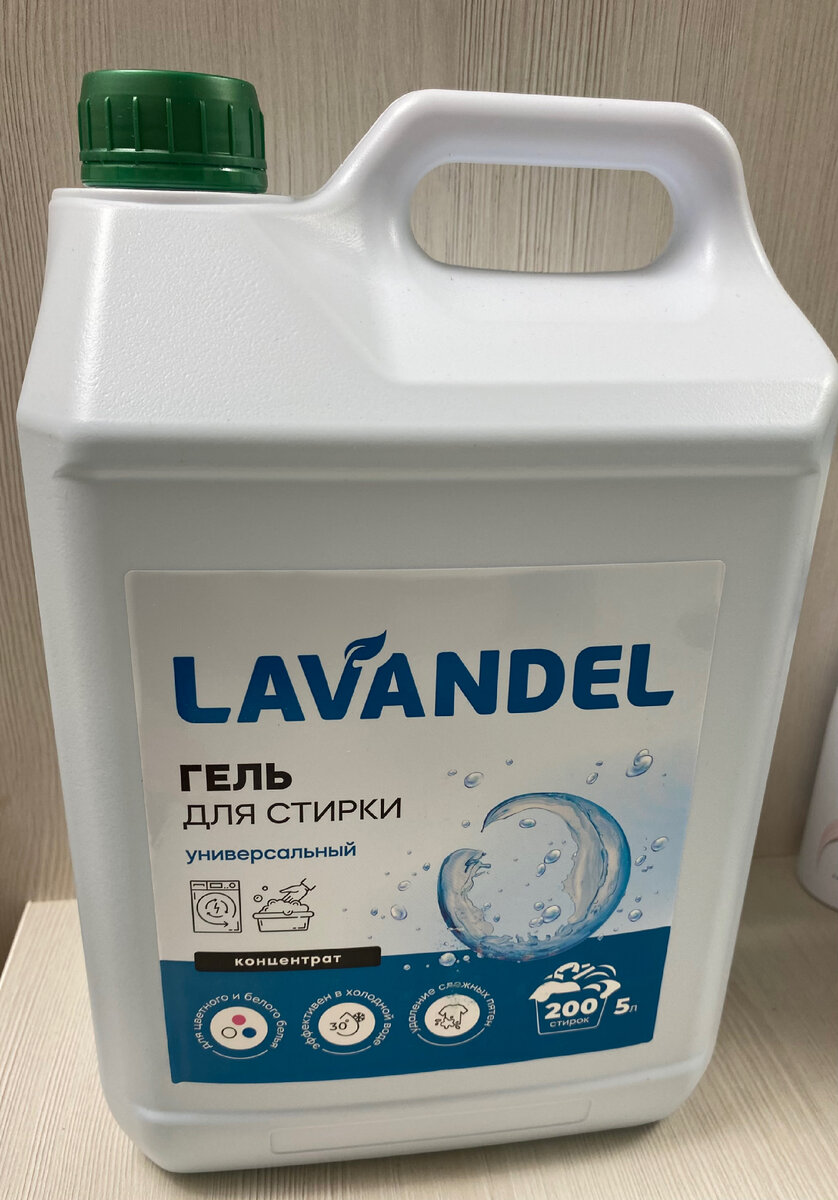 LAVANDEL
ГЕЛЬ
ДЛЯ СТИРКИ
универсальный
концентрат
для цветного и белого белья
эффективен в холодной воде
30°
удаление сложных пятен
200
стирок
5л